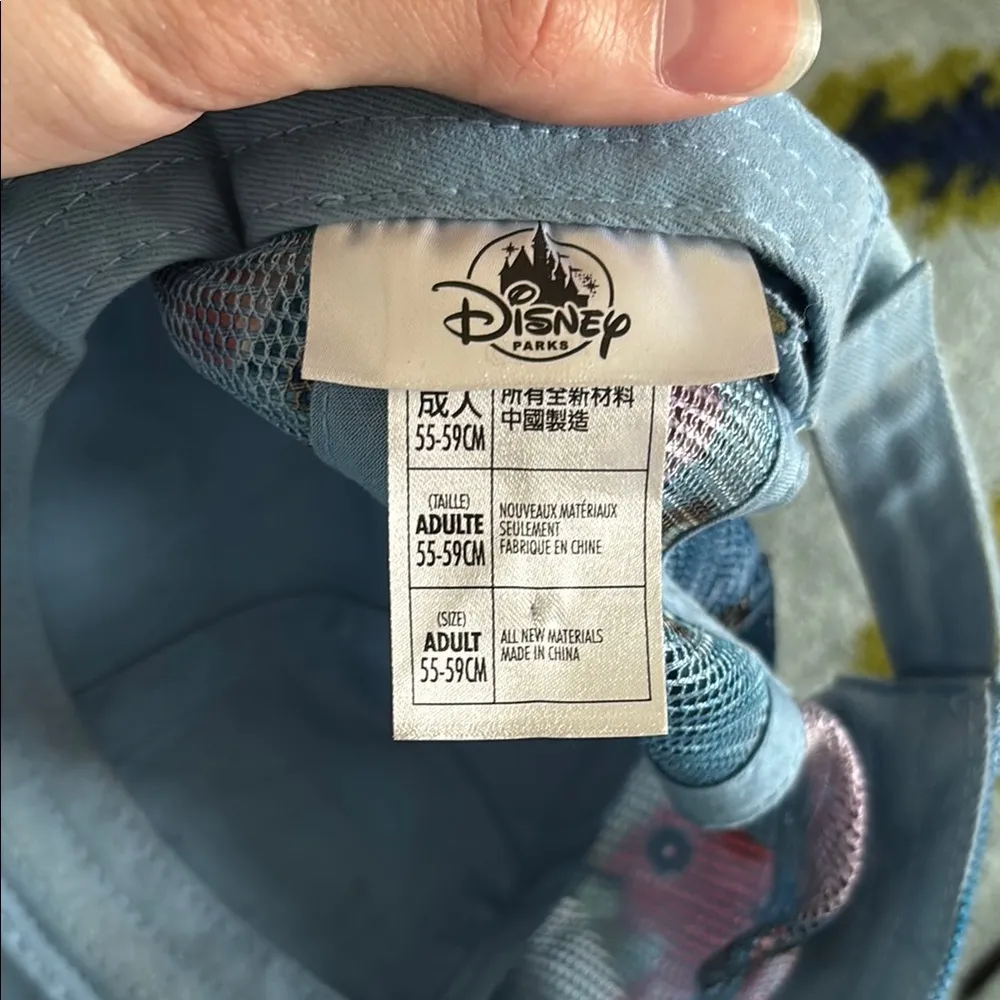 Disney
PARKS
成人
55-59CM
所有全新材料
中國製造
(TAILLE)
ADULTE
55-59CM
NOUVEAUX MATÉRIAUX
SEULEMENT
FABRIQUE EN CHINE
(SIZE)
ADULT
55-59CM
ALL NEW MATERIALS
MADE IN CHINA